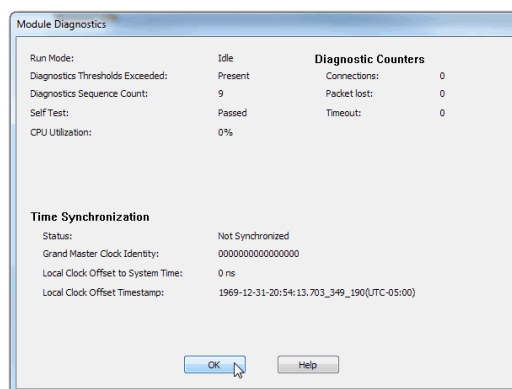 Module Diagnostics
Run Mode: Idle
Diagnostics Thresholds Exceeded: Present
Diagnostics Sequence Count: 9
Self Test: Passed
CPU Utilization: 0%
Diagnostic Counters
Connections: 0
Packet lost: 0
Timeout: 0
Time Synchronization
Status: Not Synchronized
Grand Master Clock Identity: 0000000000000000
Local Clock Offset to System Time: 0 ns
Local Clock Offset Timestamp: 1969-12-31-20:54:13.703_349_190(UTC-05:00)
OK Help